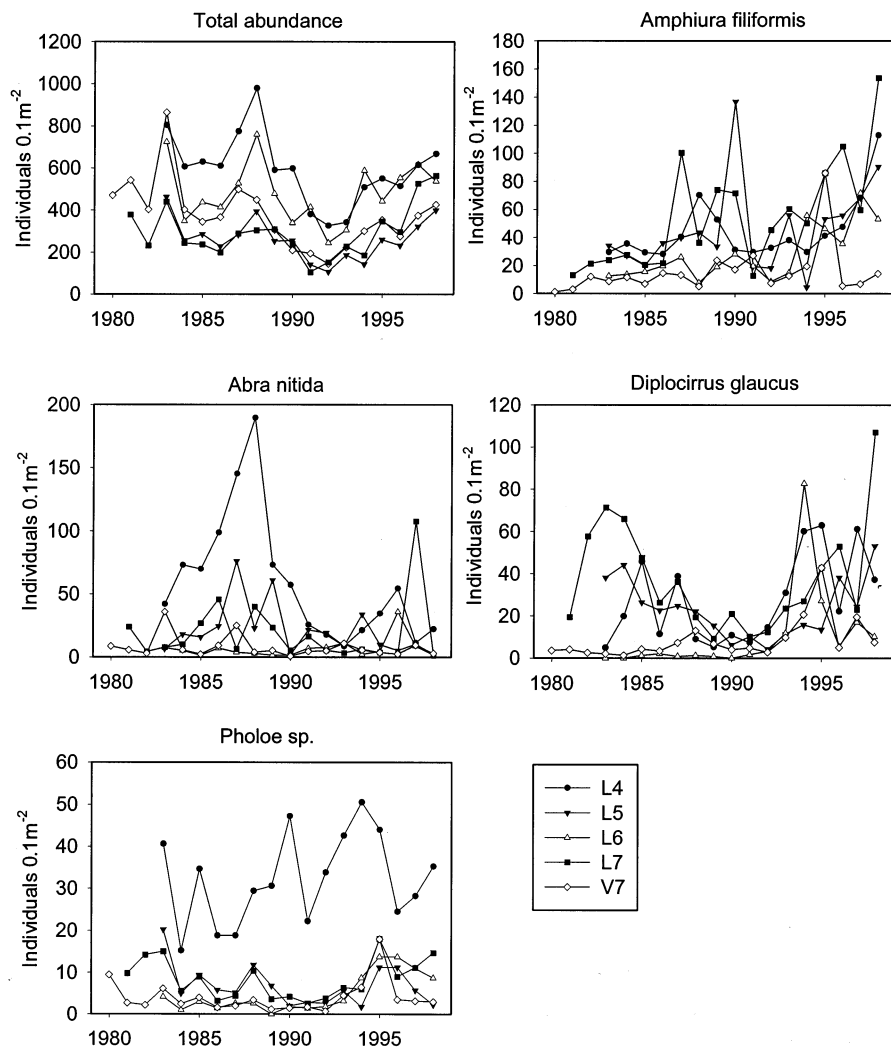 Total abundance
Individuals 0.1m⁻²
1200
1000
800
600
400
200
0
1980 1985 1990 1995
Amphiura filiformis
Individuals 0.1m⁻²
180
160
140
120
100
80
60
40
20
0
1980 1985 1990 1995
Abra nitida
Individuals 0.1m⁻²
200
150
100
50
0
1980 1985 1990 1995
Diplocirrus glaucus
Individuals 0.1m⁻²
120
100
80
60
40
20
0
1980 1985 1990 1995
Pholoe sp.
Individuals 0.1m⁻²
60
50
40
30
20
10
0
1980 1985 1990 1995
L4
L5
L6
L7
V7